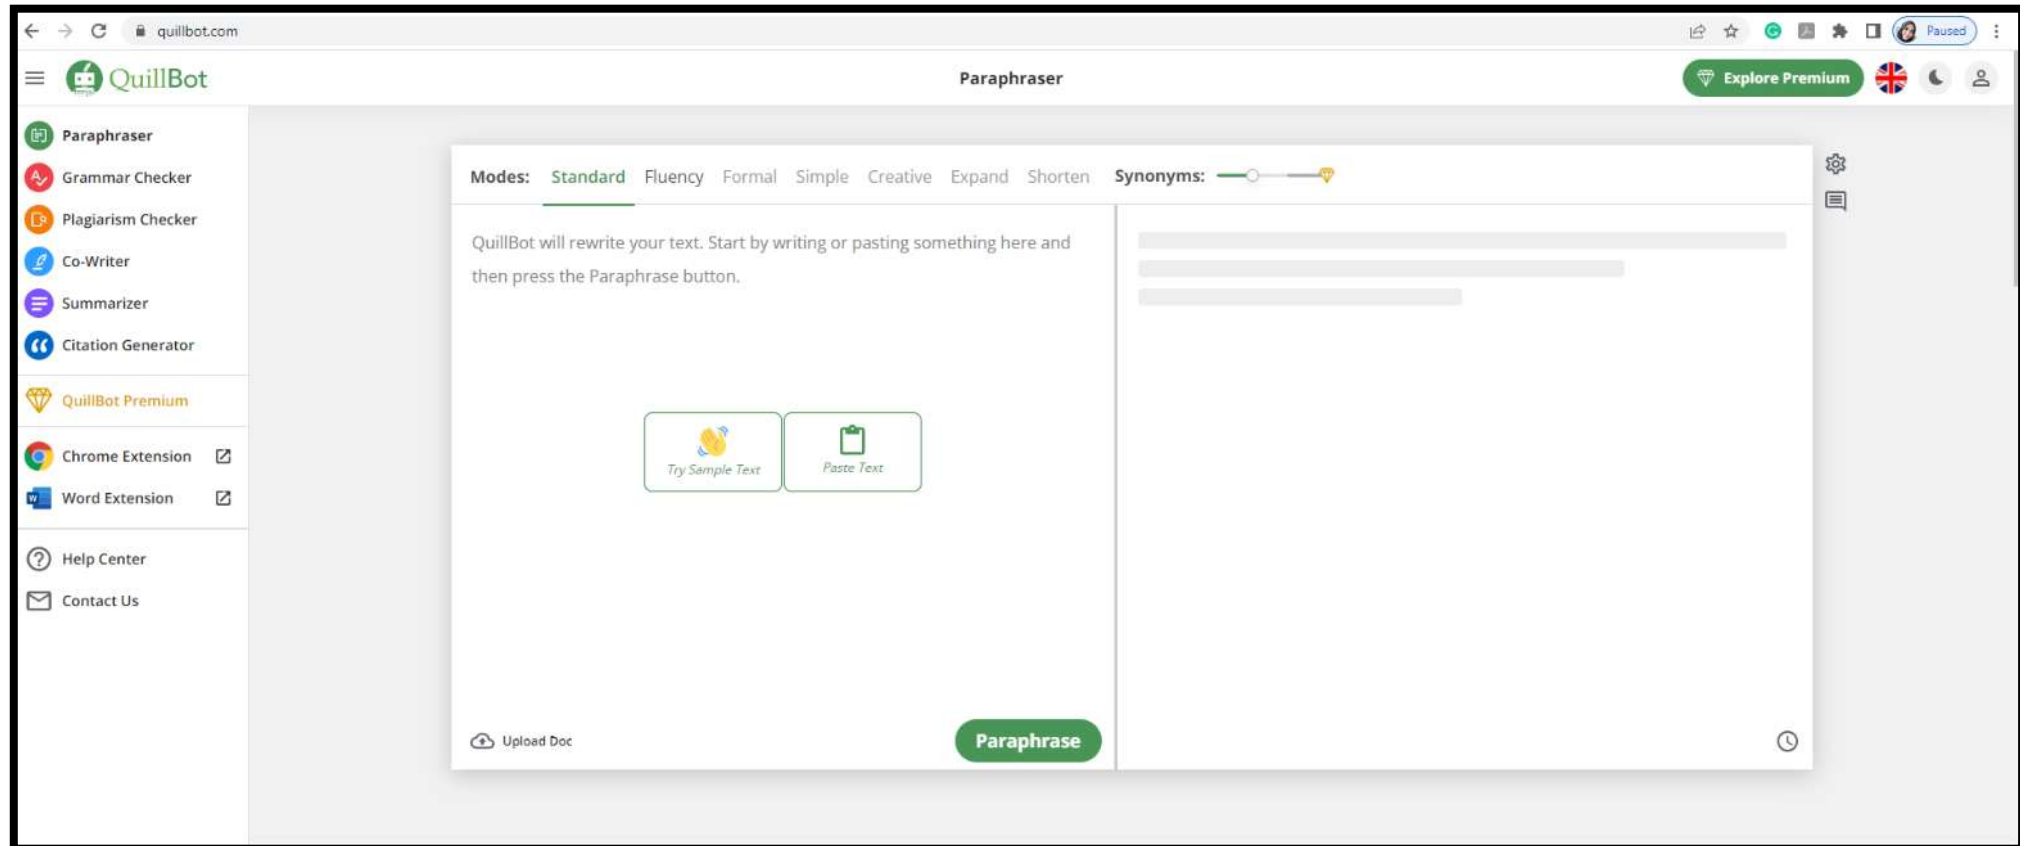 quillbot.com
Paused
QuillBot
Paraphraser
Explore Premium
Paraphraser
Grammar Checker
Plagiarism Checker
Co-Writer
Summarizer
Citation Generator
QuillBot Premium
Chrome Extension
Word Extension
Help Center
Contact Us
Modes: Standard Fluency Formal Simple Creative Expand Shorten Synonyms:
QuillBot will rewrite your text. Start by writing or pasting something here and
then press the Paraphrase button.
Try Sample Text
Paste Text
Upload Doc
Paraphrase